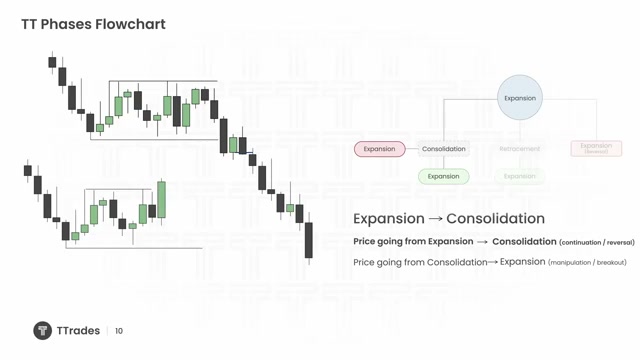 TT Phases Flowchart
Expansion
Expansion
Consolidation
Retracement
Expansion
(Reversal)
Expansion
Expansion
Expansion → Consolidation
Price going from Expansion → Consolidation (continuation / reversal)
Price going from Consolidation→ Expansion (manipulation / breakout)
TTrades | 10